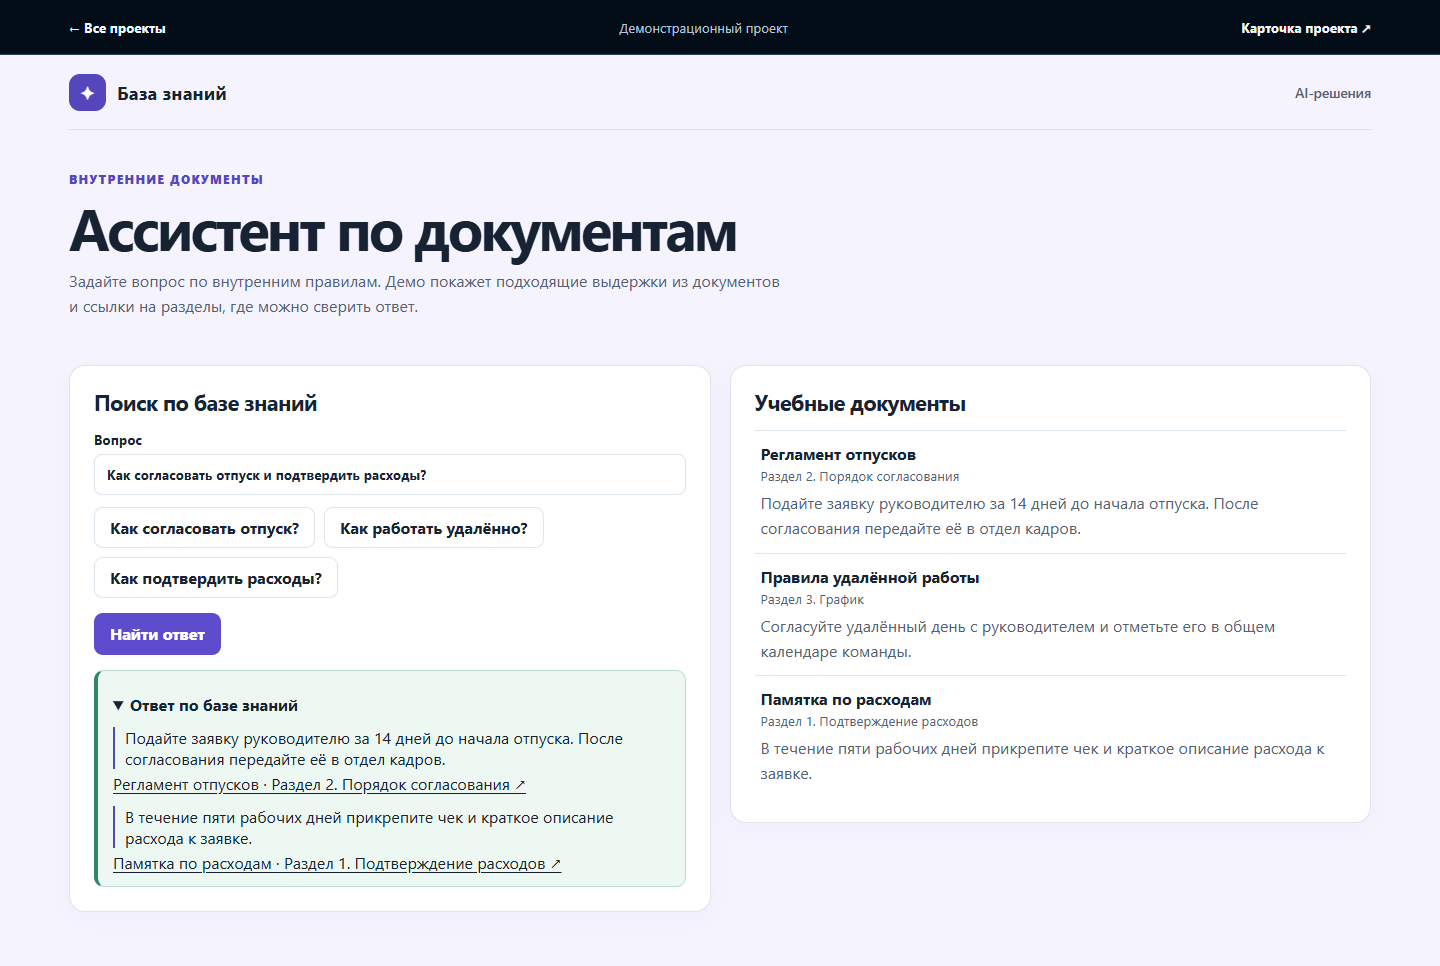 ← Все проекты
Демонстрационный проект
Карточка проекта ↗
База знаний
AI-решения
ВНУТРЕННИЕ ДОКУМЕНТЫ
Ассистент по документам
Задайте вопрос по внутренним правилам. Демо покажет подходящие выдержки из документов
и ссылки на разделы, где можно сверить ответ.
Поиск по базе знаний
Вопрос
Как согласовать отпуск и подтвердить расходы?
Как согласовать отпуск?
Как работать удалённо?
Как подтвердить расходы?
Найти ответ
▼ Ответ по базе знаний
Подайте заявку руководителю за 14 дней до начала отпуска. После
согласования передайте её в отдел кадров.
Регламент отпусков · Раздел 2. Порядок согласования ↗
В течение пяти рабочих дней прикрепите чек и краткое описание
расхода к заявке.
Памятка по расходам · Раздел 1. Подтверждение расходов ↗
Учебные документы
Регламент отпусков
Раздел 2. Порядок согласования
Подайте заявку руководителю за 14 дней до начала отпуска. После
согласования передайте её в отдел кадров.
Правила удалённой работы
Раздел 3. График
Согласуйте удалённый день с руководителем и отметьте его в общем
календаре команды.
Памятка по расходам
Раздел 1. Подтверждение расходов
В течение пяти рабочих дней прикрепите чек и краткое описание расхода к
заявке.